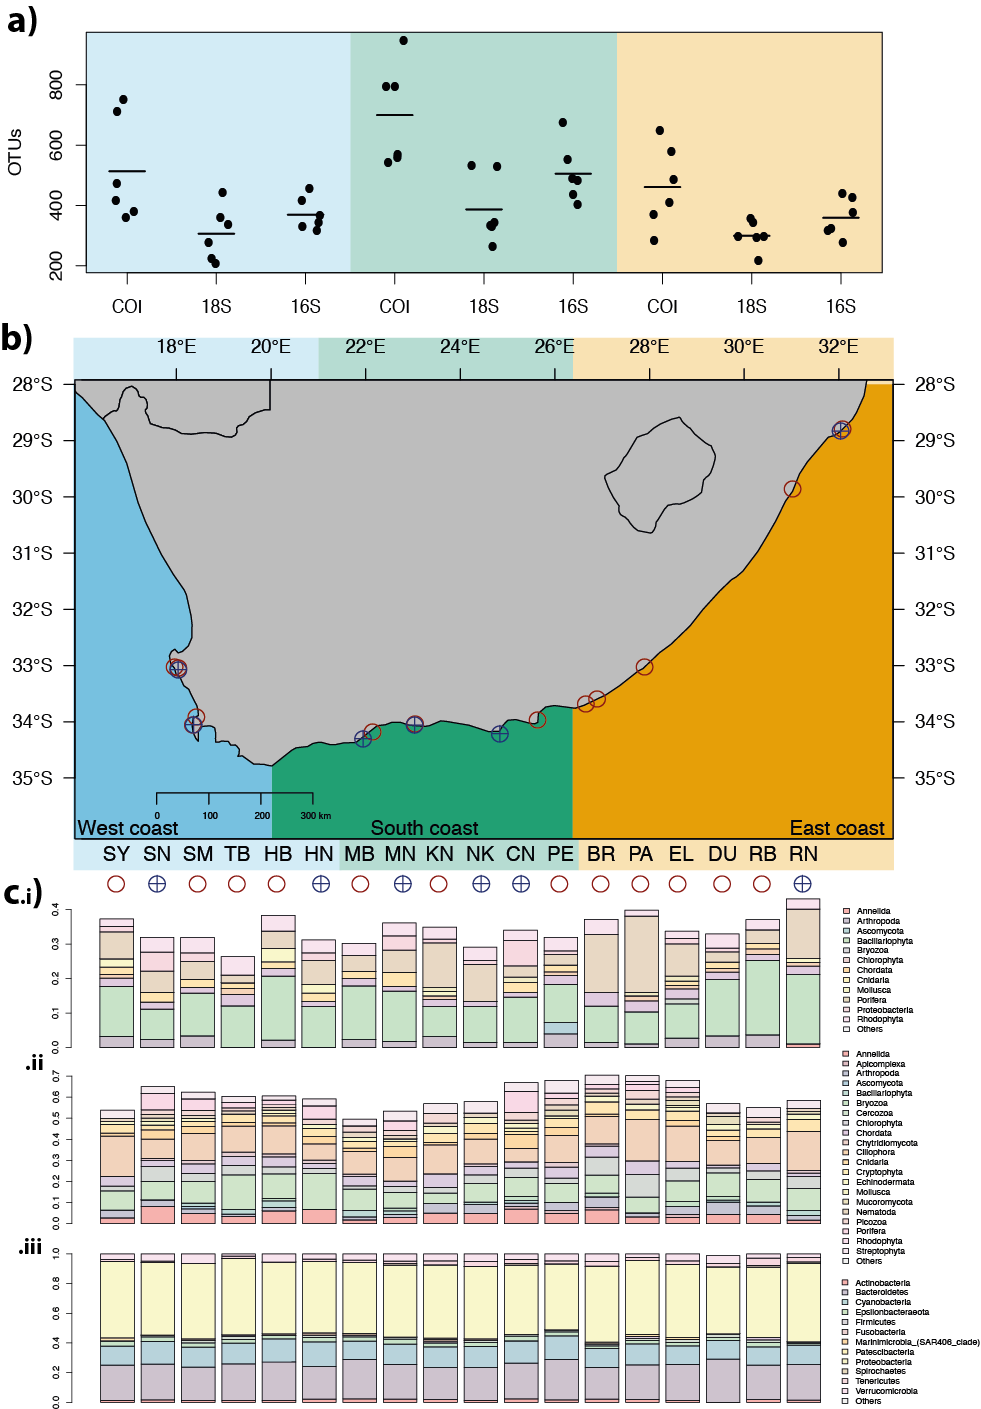 a)
OTUs
800
600
400
200
COI 18S 16S COI 18S 16S COI 18S 16S
b)
18°E 20°E 22°E 24°E 26°E 28°E 30°E 32°E
28°S 28°S
29°S 29°S
30°S 30°S
31°S 31°S
32°S 32°S
33°S 33°S
34°S 34°S
35°S 35°S
0 100 200 300 km
West coast South coast East coast
SY SN SM TB HB HN MB MN KN NK CN PE BR PA EL DU RB RN
c.i)
0.4
0.3
0.2
0.1
0.0
Annelida
Arthropoda
Ascomycota
Bacillariophyta
Bryozoa
Chlorophyta
Chordata
Cnidaria
Mollusca
Porifera
Proteobacteria
Rhodophyta
Others
.ii
0.7
0.6
0.5
0.4
0.3
0.2
0.1
0.0
Annelida
Apicomplexa
Arthropoda
Ascomycota
Bacillariophyta
Bryozoa
Cercozoa
Chlorophyta
Chordata
Chytridiomycota
Ciliophora
Cnidaria
Cryptophyta
Echinodermata
Mollusca
Mucoromycota
Nematoda
Picozoa
Porifera
Rhodophyta
Streptophyta
Others
.iii
1.0
0.8
0.6
0.4
0.2
0.0
Actinobacteria
Bacteroidetes
Cyanobacteria
Epsilonbacteraeota
Firmicutes
Fusobacteria
Marinimicrobia_(SAR406_clade)
Patescibacteria
Proteobacteria
Spirochaetes
Tenericutes
Verrucomicrobia
Others